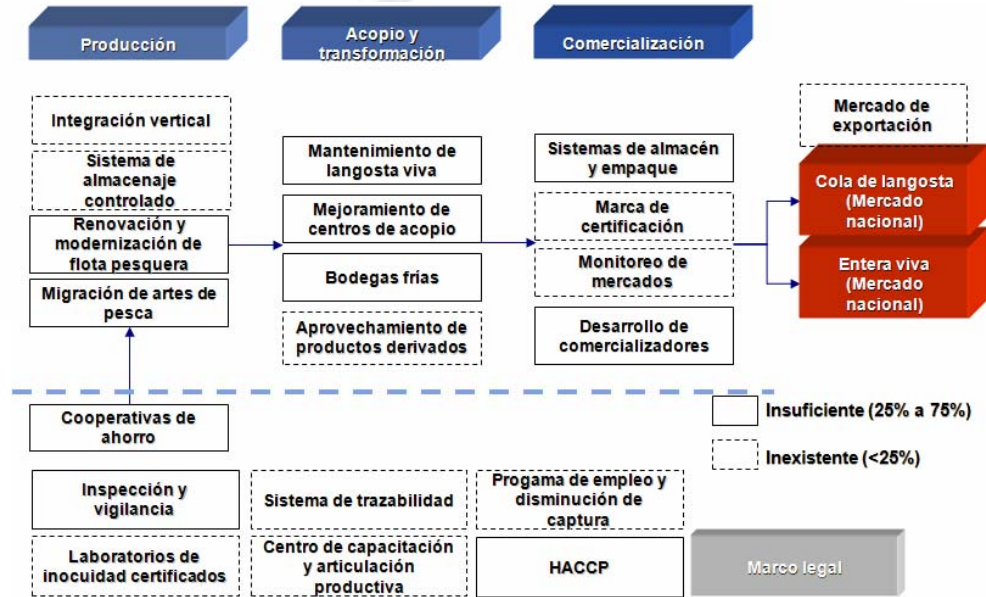 Producción
Acopio y
transformación
Comercialización
Integración vertical
Sistema de
almacenaje
controlado
Renovación y
modernización de
flota pesquera
Migración de artes de
pesca
Mantenimiento de
langosta viva
Mejoramiento de
centros de acopio
Bodegas frías
Aprovechamiento de
productos derivados
Sistemas de almacén
y empaque
Marca de
certificación
Monitoreo de
mercados
Desarrollo de
comercializadores
Mercado de
exportación
Cola de langosta
(Mercado
nacional)
Entera viva
(Mercado
nacional)
Cooperativas de
ahorro
Insuficiente (25% a 75%)
Inexistente (<25%)
Inspección y
vigilancia
Sistema de trazabilidad
Progama de empleo y
disminución de
captura
Laboratorios de
inocuidad certificados
Centro de capacitación
y articulación
productiva
HACCP
Marco legal